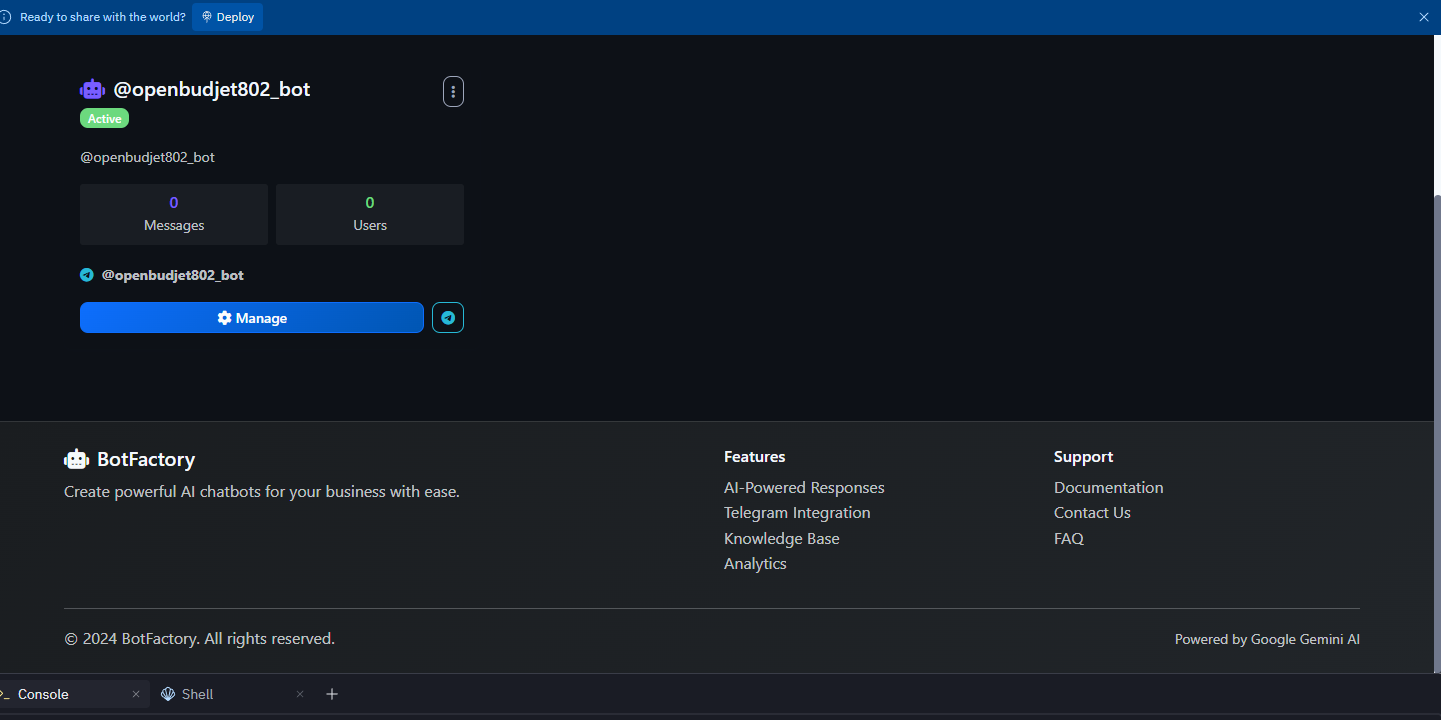 Ready to share with the world? Deploy
@openbudjet802_bot
Active
@openbudjet802_bot
0
Messages
0
Users
@openbudjet802_bot
Manage
BotFactory
Create powerful AI chatbots for your business with ease.
Features
AI-Powered Responses
Telegram Integration
Knowledge Base
Analytics
Support
Documentation
Contact Us
FAQ
© 2024 BotFactory. All rights reserved.
Powered by Google Gemini AI
Console
Shell